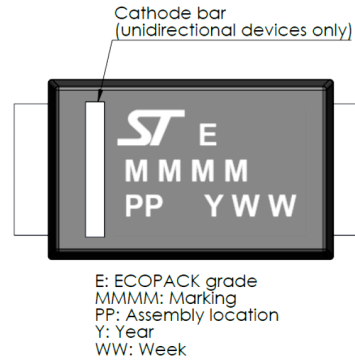 Cathode bar
(unidirectional devices only)
ST E
M M M M
PP Y W W
E: ECOPACK grade
MMMM: Marking
PP: Assembly location
Y: Year
WW: Week